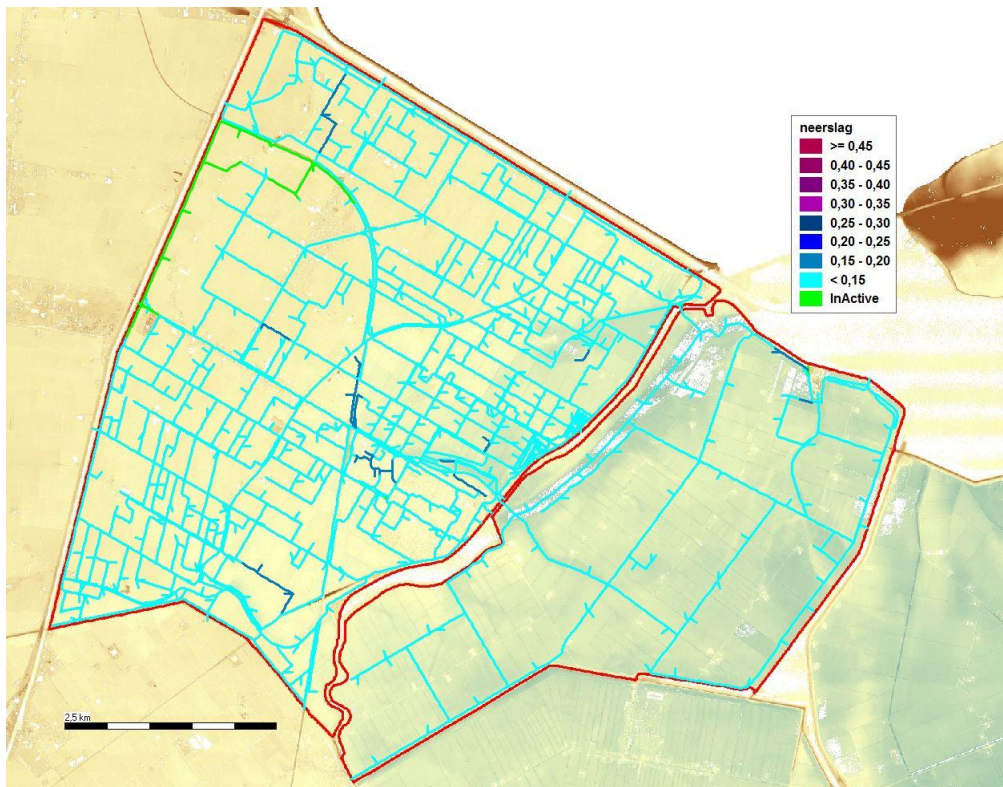 neerslag
>= 0,45
0,40 - 0,45
0,35 - 0,40
0,30 - 0,35
0,25 - 0,30
0,20 - 0,25
0,15 - 0,20
< 0,15
InActive
2,5 km